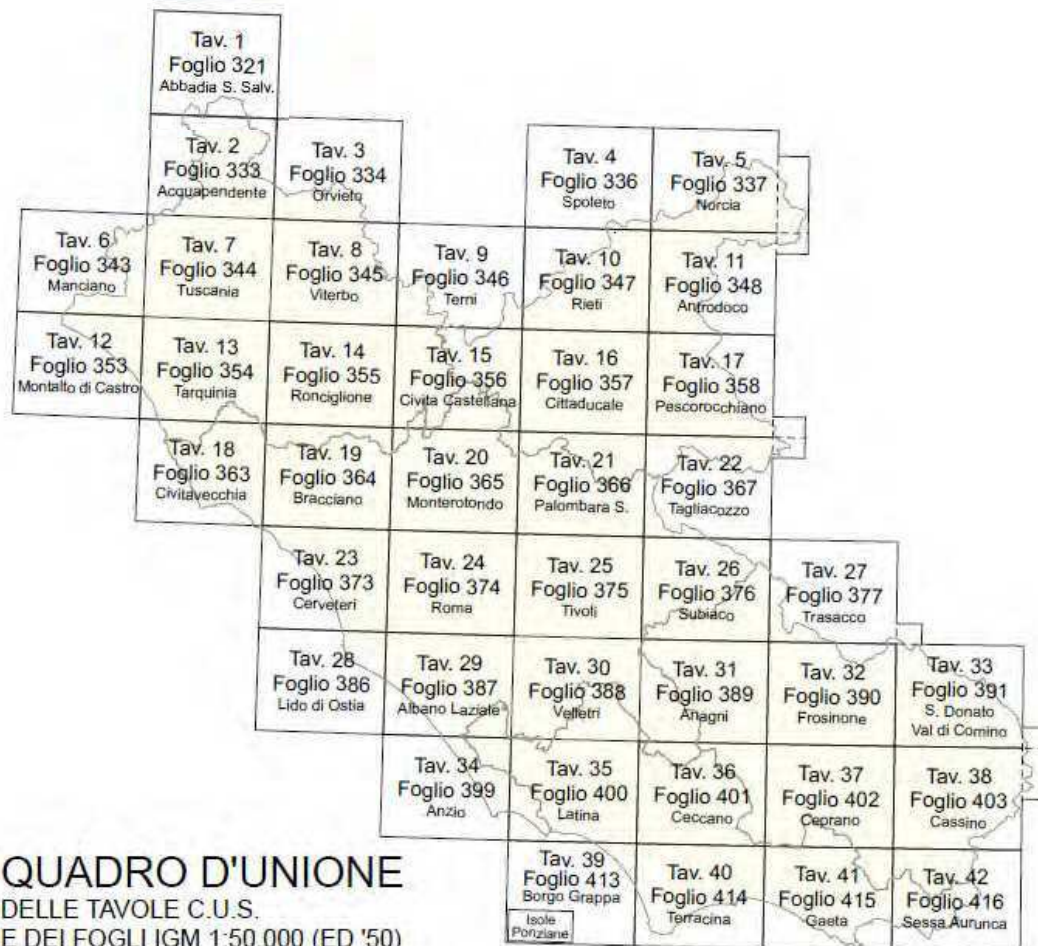 Tav. 1
Foglio 321
Abbadia S. Salv.
Tav. 2
Foglio 333
Acquapendente
Tav. 3
Foglio 334
Orvieto
Tav. 4
Foglio 336
Spoleto
Tav. 5
Foglio 337
Norcia
Tav. 6
Foglio 343
Manciano
Tav. 7
Foglio 344
Tuscania
Tav. 8
Foglio 345
Viterbo
Tav. 9
Foglio 346
Terni
Tav. 10
Foglio 347
Rieti
Tav. 11
Foglio 348
Antrodoco
Tav. 12
Foglio 353
Montalto di Castro
Tav. 13
Foglio 354
Tarquinia
Tav. 14
Foglio 355
Ronciglione
Tav. 15
Foglio 356
Civita Castellana
Tav. 16
Foglio 357
Cittaducale
Tav. 17
Foglio 358
Pescorocchiano
Tav. 18
Foglio 363
Civitavecchia
Tav. 19
Foglio 364
Bracciano
Tav. 20
Foglio 365
Monterotondo
Tav. 21
Foglio 366
Palombara S.
Tav. 22
Foglio 367
Tagliacozzo
Tav. 23
Foglio 373
Cerveteri
Tav. 24
Foglio 374
Roma
Tav. 25
Foglio 375
Tivoli
Tav. 26
Foglio 376
Subiaco
Tav. 27
Foglio 377
Trasacco
Tav. 28
Foglio 386
Lido di Ostia
Tav. 29
Foglio 387
Albano Laziale
Tav. 30
Foglio 388
Velletri
Tav. 31
Foglio 389
Anagni
Tav. 32
Foglio 390
Frosinone
Tav. 33
Foglio 391
S. Donato
Val di Comino
Tav. 34
Foglio 399
Anzio
Tav. 35
Foglio 400
Latina
Tav. 36
Foglio 401
Ceccano
Tav. 37
Foglio 402
Ceprano
Tav. 38
Foglio 403
Cassino
Tav. 39
Foglio 413
Borgo Grappa
Isole
Ponziane
Tav. 40
Foglio 414
Terracina
Tav. 41
Foglio 415
Gaeta
Tav. 42
Foglio 416
Sessa Aurunca
QUADRO D'UNIONE
DELLE TAVOLE C.U.S.
E DEI FOGLI IGM 1:50.000 (ED '50)